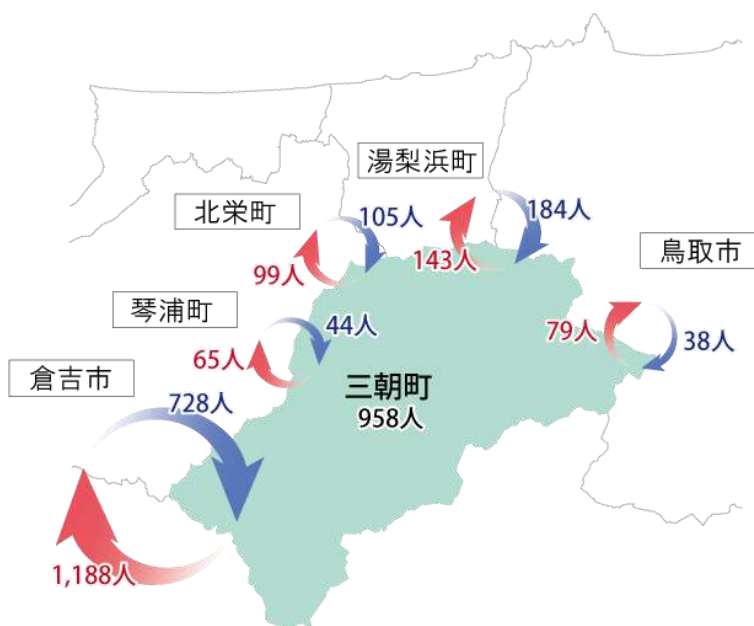 湯梨浜町
184人
143人
北栄町
105人
99人
鳥取市
79人
38人
琴浦町
44人
65人
倉吉市
728人
1,188人
三朝町
958人